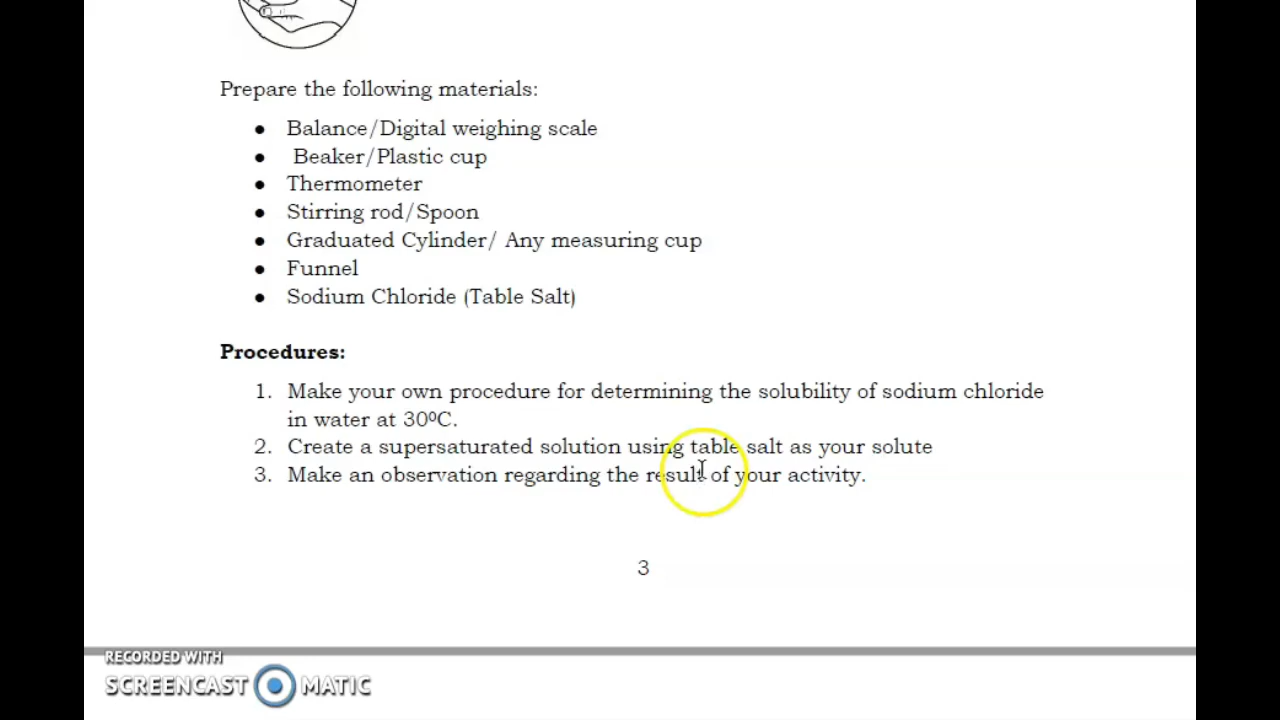 Prepare the following materials:
● Balance/Digital weighing scale
● Beaker/Plastic cup
● Thermometer
● Stirring rod/Spoon
● Graduated Cylinder/ Any measuring cup
● Funnel
● Sodium Chloride (Table Salt)
Procedures:
1. Make your own procedure for determining the solubility of sodium chloride
in water at 30⁰C.
2. Create a supersaturated solution using table salt as your solute
3. Make an observation regarding the result of your activity.
3
RECORDED WITH
SCREENCAST MATIC